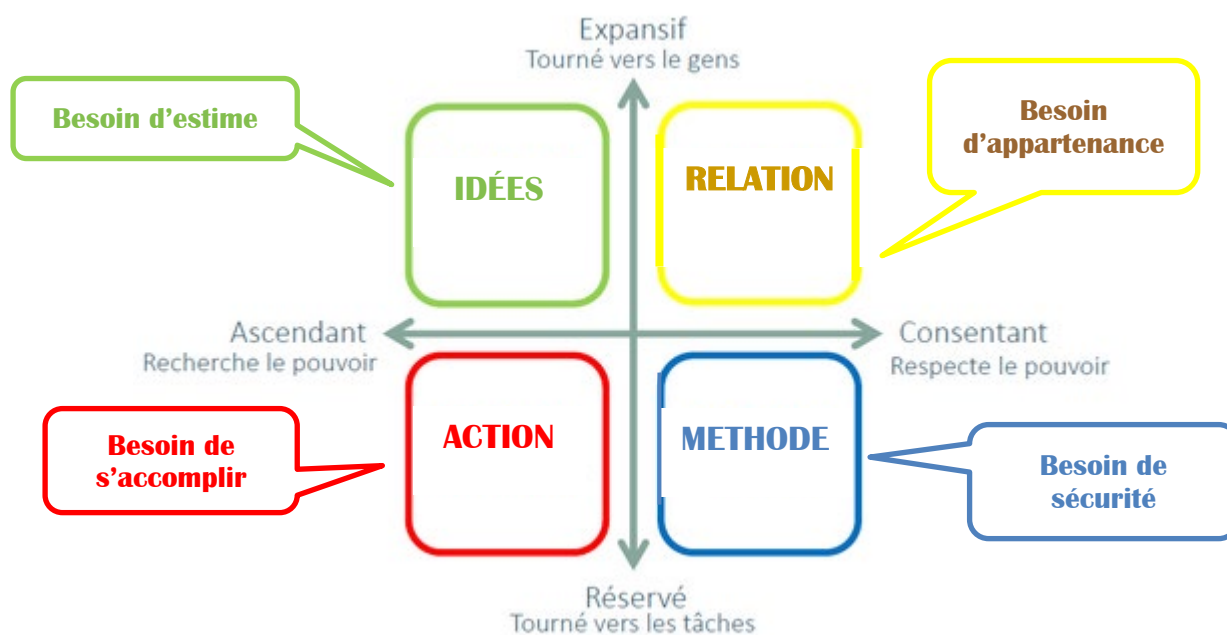 Expansif
Tourné vers le gens
Besoin d'estime
Besoin
d'appartenance
IDÉES
RELATION
Ascendant
Recherche le pouvoir
Consentant
Respecte le pouvoir
Besoin de
s'accomplir
ACTION
METHODE
Besoin de
sécurité
Réservé
Tourné vers les tâches